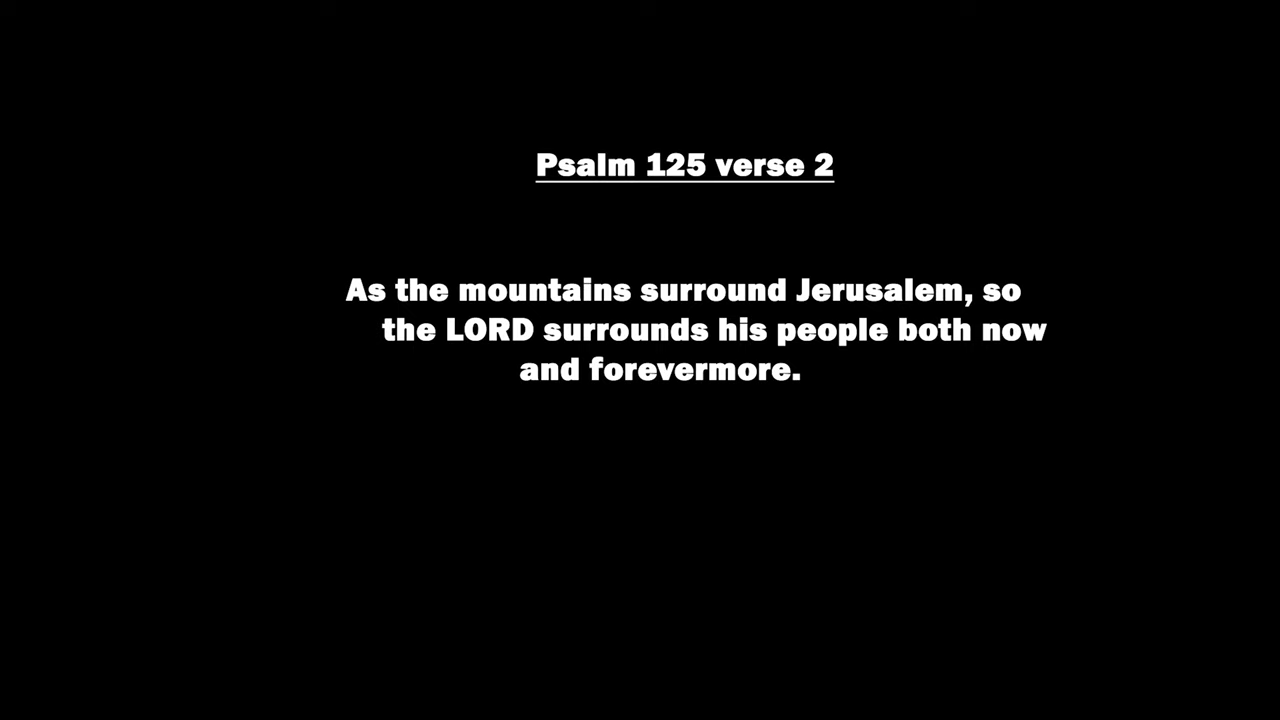 Psalm 125 verse 2
As the mountains surround Jerusalem, so
the LORD surrounds his people both now
and forevermore.